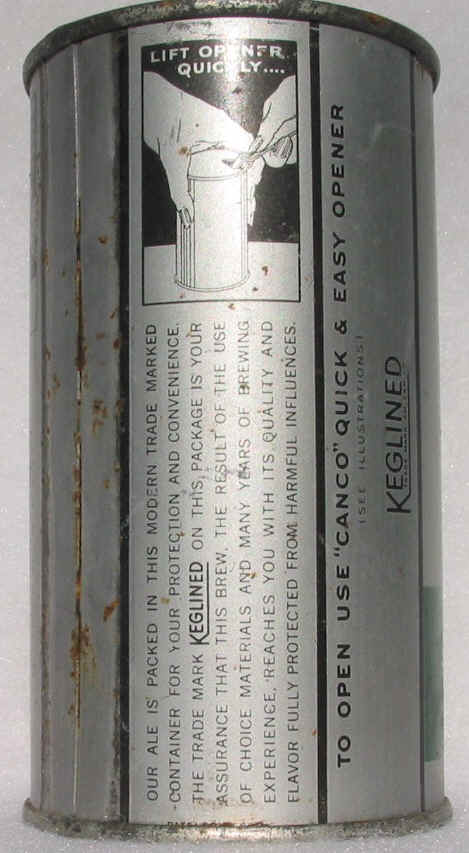 LIFT OPENER
QUICKLY....
OUR ALE IS PACKED IN THIS MODERN TRADE MARKED
CONTAINER FOR YOUR PROTECTION AND CONVENIENCE.
THE TRADE MARK KEGLINED ON THIS PACKAGE IS YOUR
ASSURANCE THAT THIS BREW, THE RESULT OF THE USE
OF CHOICE MATERIALS AND MANY YEARS OF BREWING
EXPERIENCE, REACHES YOU WITH ITS QUALITY AND
FLAVOR FULLY PROTECTED FROM HARMFUL INFLUENCES.
TO OPEN USE "CANCO" QUICK & EASY OPENER
(SEE ILLUSTRATIONS)
KEGLINED